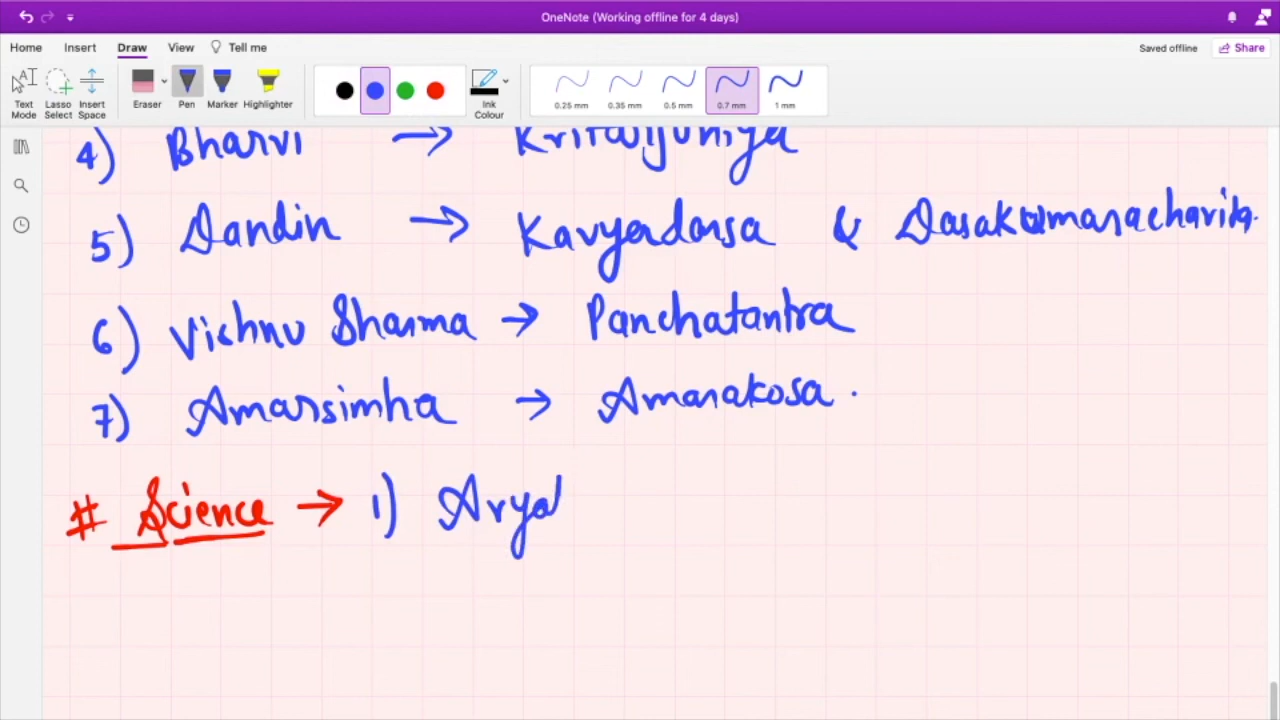 OneNote (Working offline for 4 days)
Home Insert Draw View Tell me Saved offline Share
Text Mode Lasso Select Insert Space Eraser Pen Marker Highlighter Ink Colour 0.25 mm 0.35 mm 0.5 mm 0.7 mm 1 mm
4) Bharvi → Kritarjuniya
5) Dandin → Kavyadarsa & Dasakumaracharita.
6) Vishnu Sharma → Panchatantra
7) Amarsimha → Amarakosa.
# Science → 1) Arya